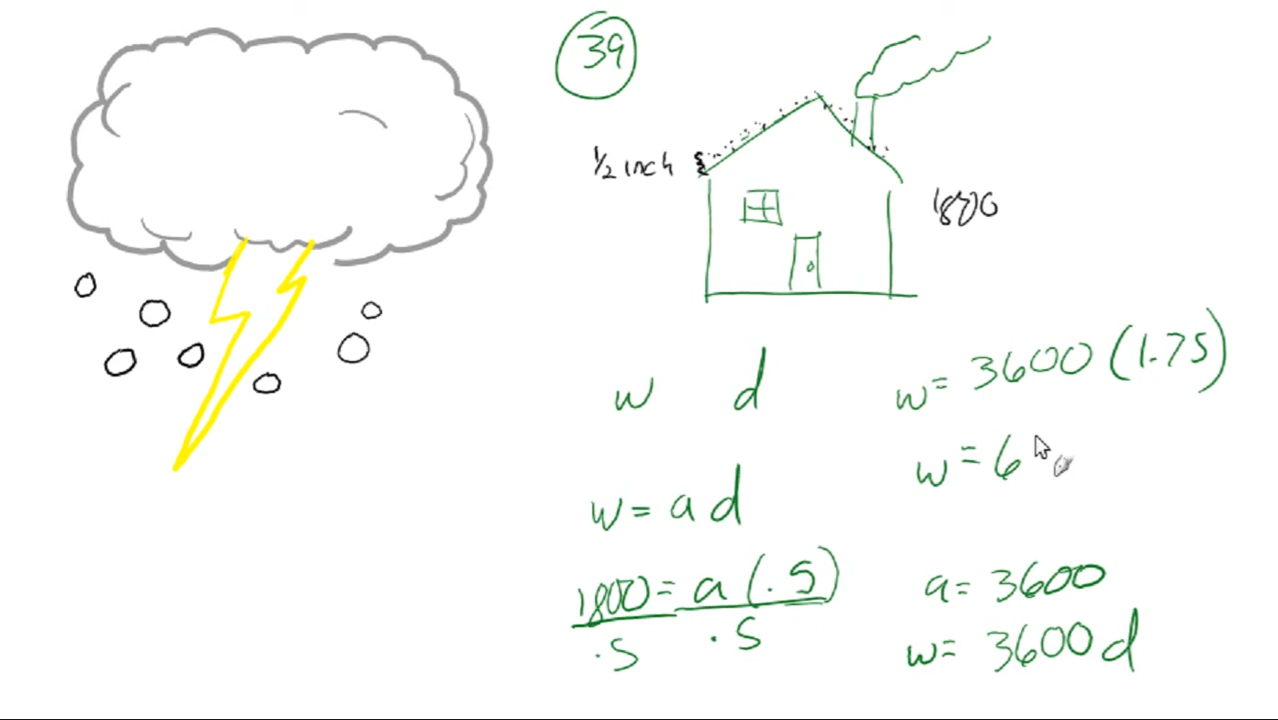 39
1/2 inch
1800
w d
w = 3600 (1.75)
w = 6
w = a d
1800 = a (.5)
.5 .5
a = 3600
w = 3600 d